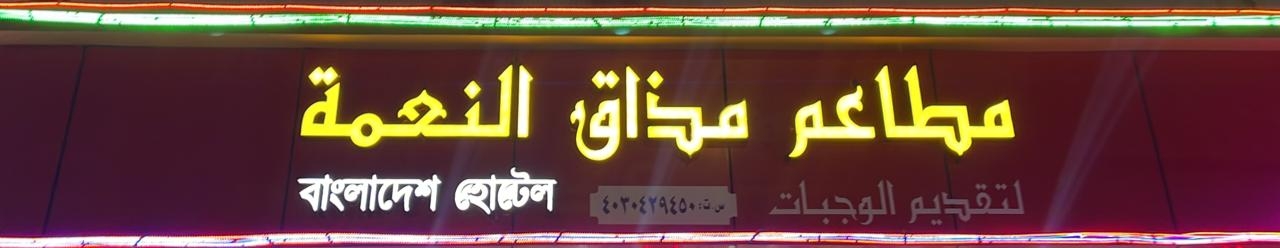 مطاعم مذاق النعمة
لتقديم الوجبات
س.ت: ٤٠٣٠٤٢٩٤٥٠
বাংলাদেশ হোটেল